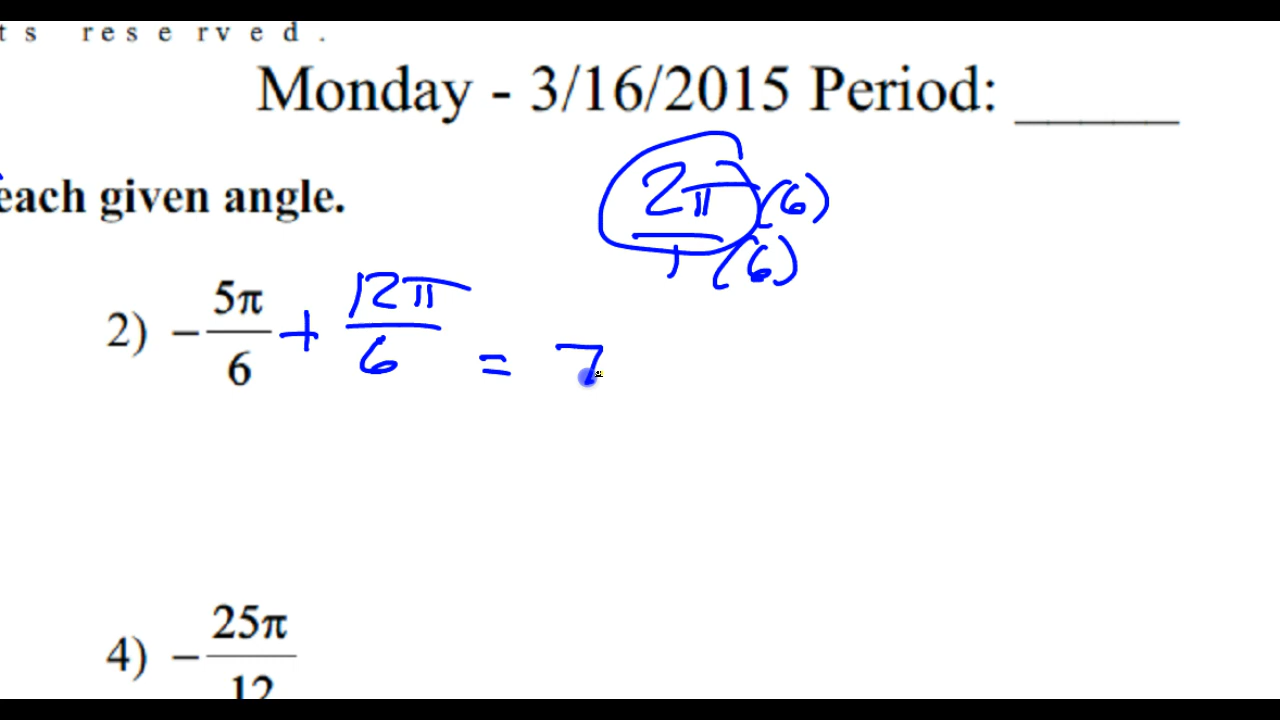 ts reserved.
Monday - 3/16/2015 Period: _____
each given angle.
2π/1 (6)/(6)
2) -5π/6 + 12π/6 = 7
4) -25π/12